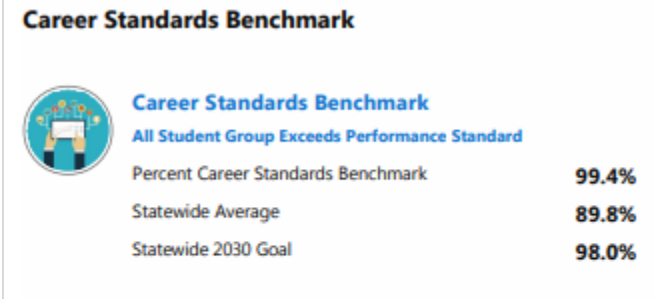 Career Standards Benchmark
Career Standards Benchmark
All Student Group Exceeds Performance Standard
Percent Career Standards Benchmark 99.4%
Statewide Average 89.8%
Statewide 2030 Goal 98.0%